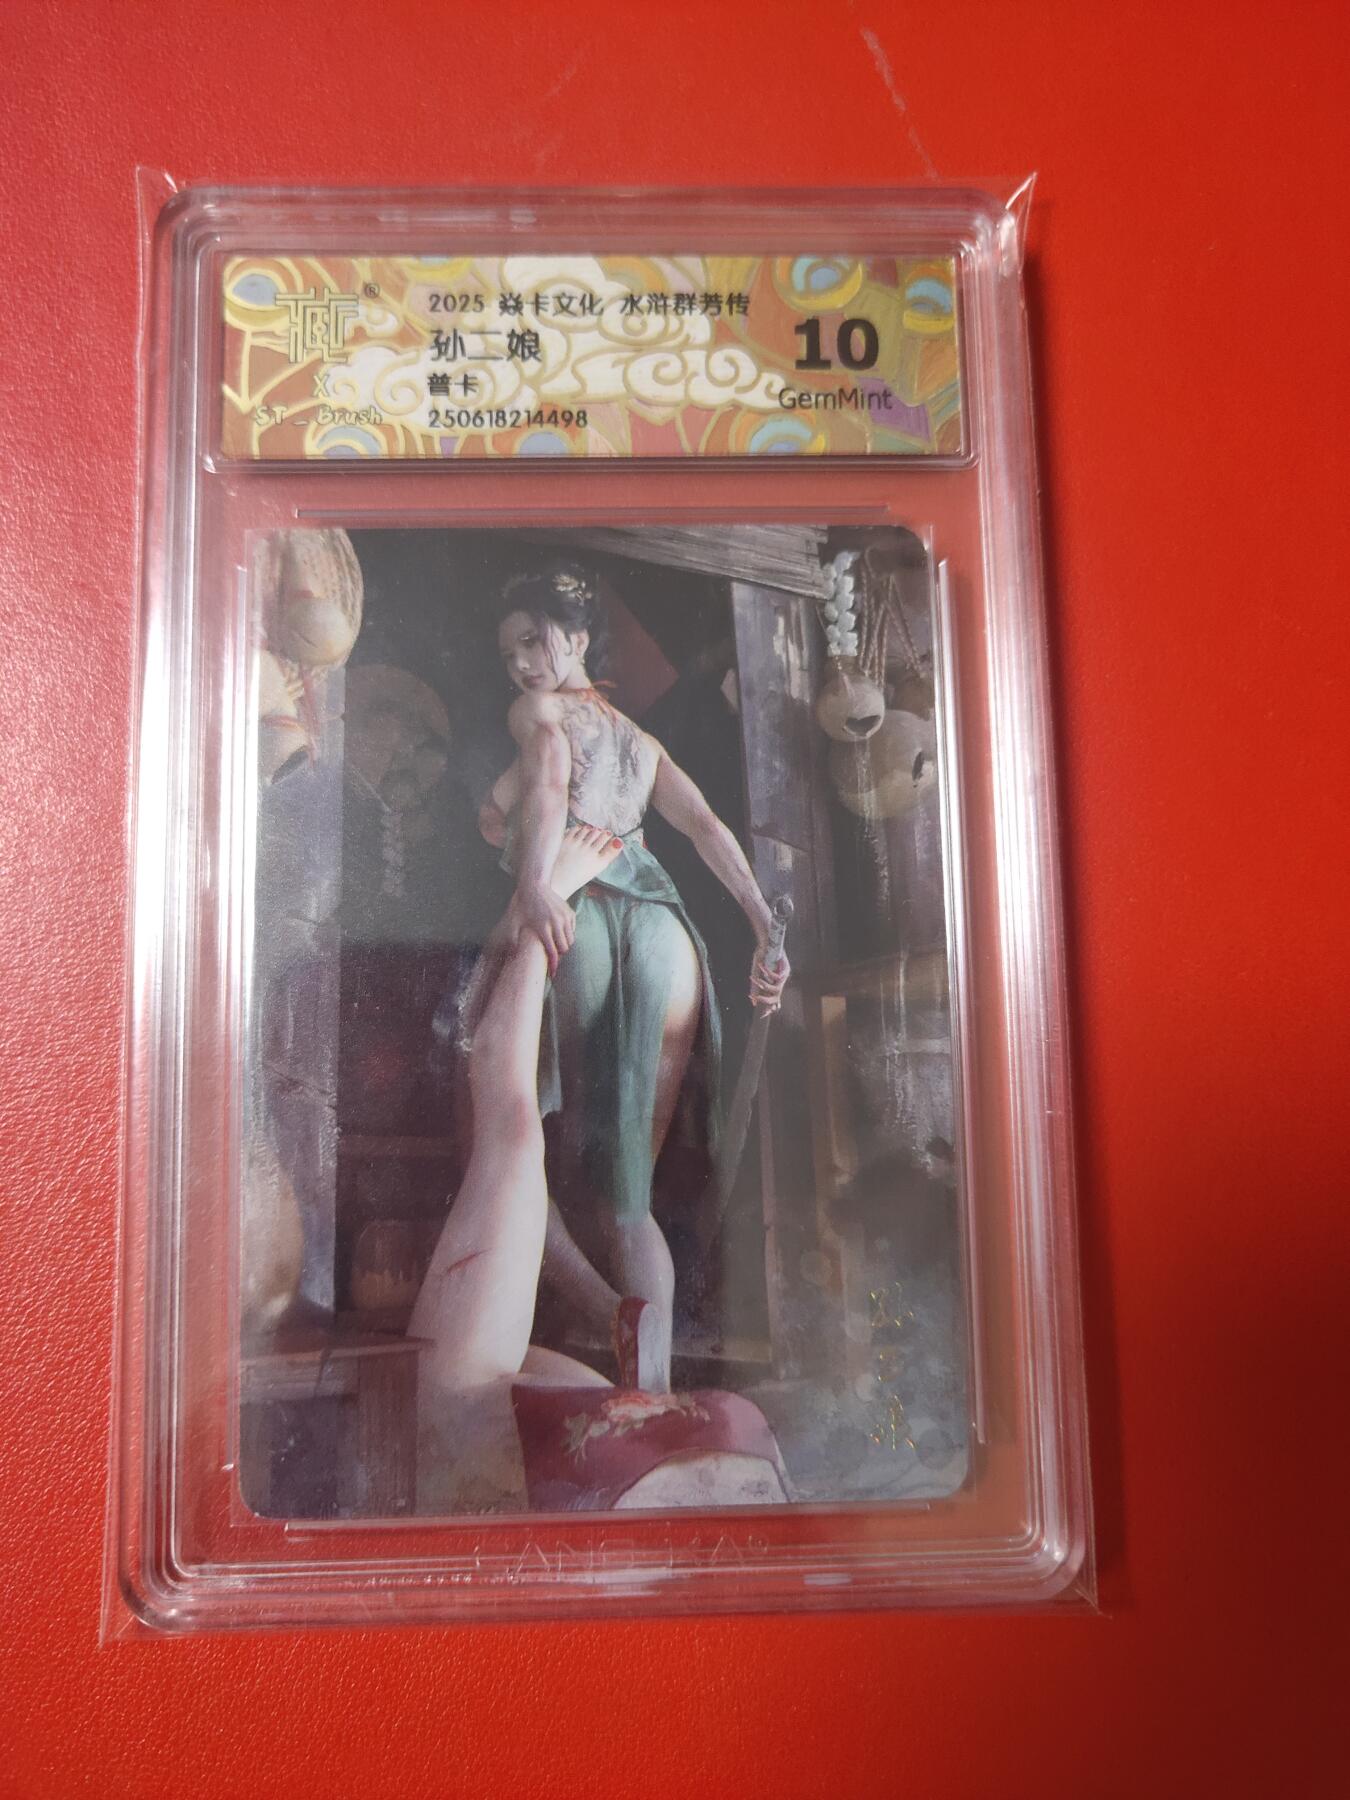 藏®
X
ST_Brush
2025 焱卡文化 水浒群芳传
孙二娘
普卡
250618214498
10
GemMint
孙二娘